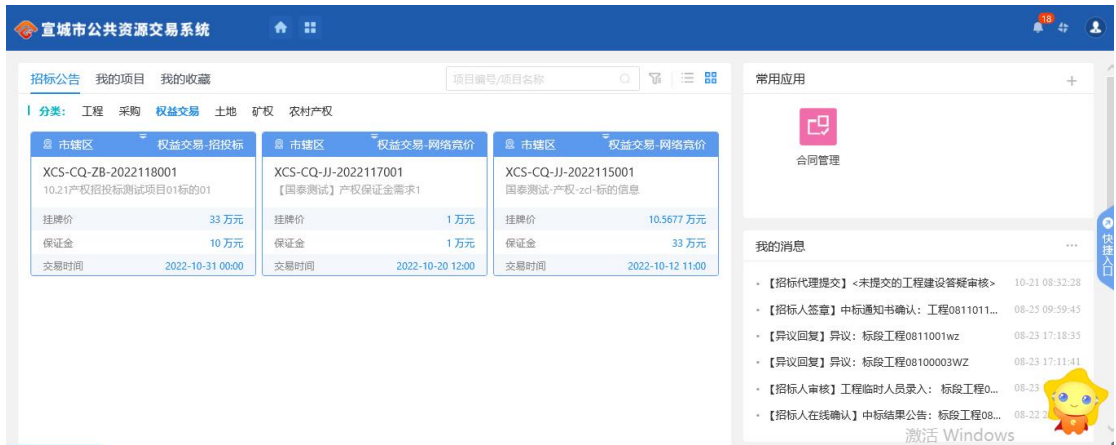 宣城市公共资源交易系统
18
招标公告 我的项目 我的收藏
项目编号/项目名称
分类: 工程 采购 权益交易 土地 矿权 农村产权
市辖区 权益交易-招投标
XCS-CQ-ZB-2022118001
10.21产权招投标测试项目01标的01
挂牌价 33 万元
保证金 10 万元
交易时间 2022-10-31 00:00
市辖区 权益交易-网络竞价
XCS-CQ-JJ-2022117001
【国泰测试】产权保证金需求1
挂牌价 1 万元
保证金 1 万元
交易时间 2022-10-20 12:00
市辖区 权益交易-网络竞价
XCS-CQ-JJ-2022115001
国泰测试-产权-zcl-标的信息
挂牌价 10.5677 万元
保证金 33 万元
交易时间 2022-10-12 11:00
常用应用
合同管理
快捷入口
我的消息
【招标代理提交】<未提交的工程建设答疑审核> 10-21 08:32:28
【招标人签章】中标通知书确认: 工程0811011... 08-25 09:59:45
【异议回复】异议: 标段工程0811001wz 08-23 17:18:35
【异议回复】异议: 标段工程08100003WZ 08-23 17:11:41
【招标人审核】工程临时人员录入: 标段工程0... 08-23
【招标人在线确认】中标结果公告: 标段工程08... 08-22
激活 Windows